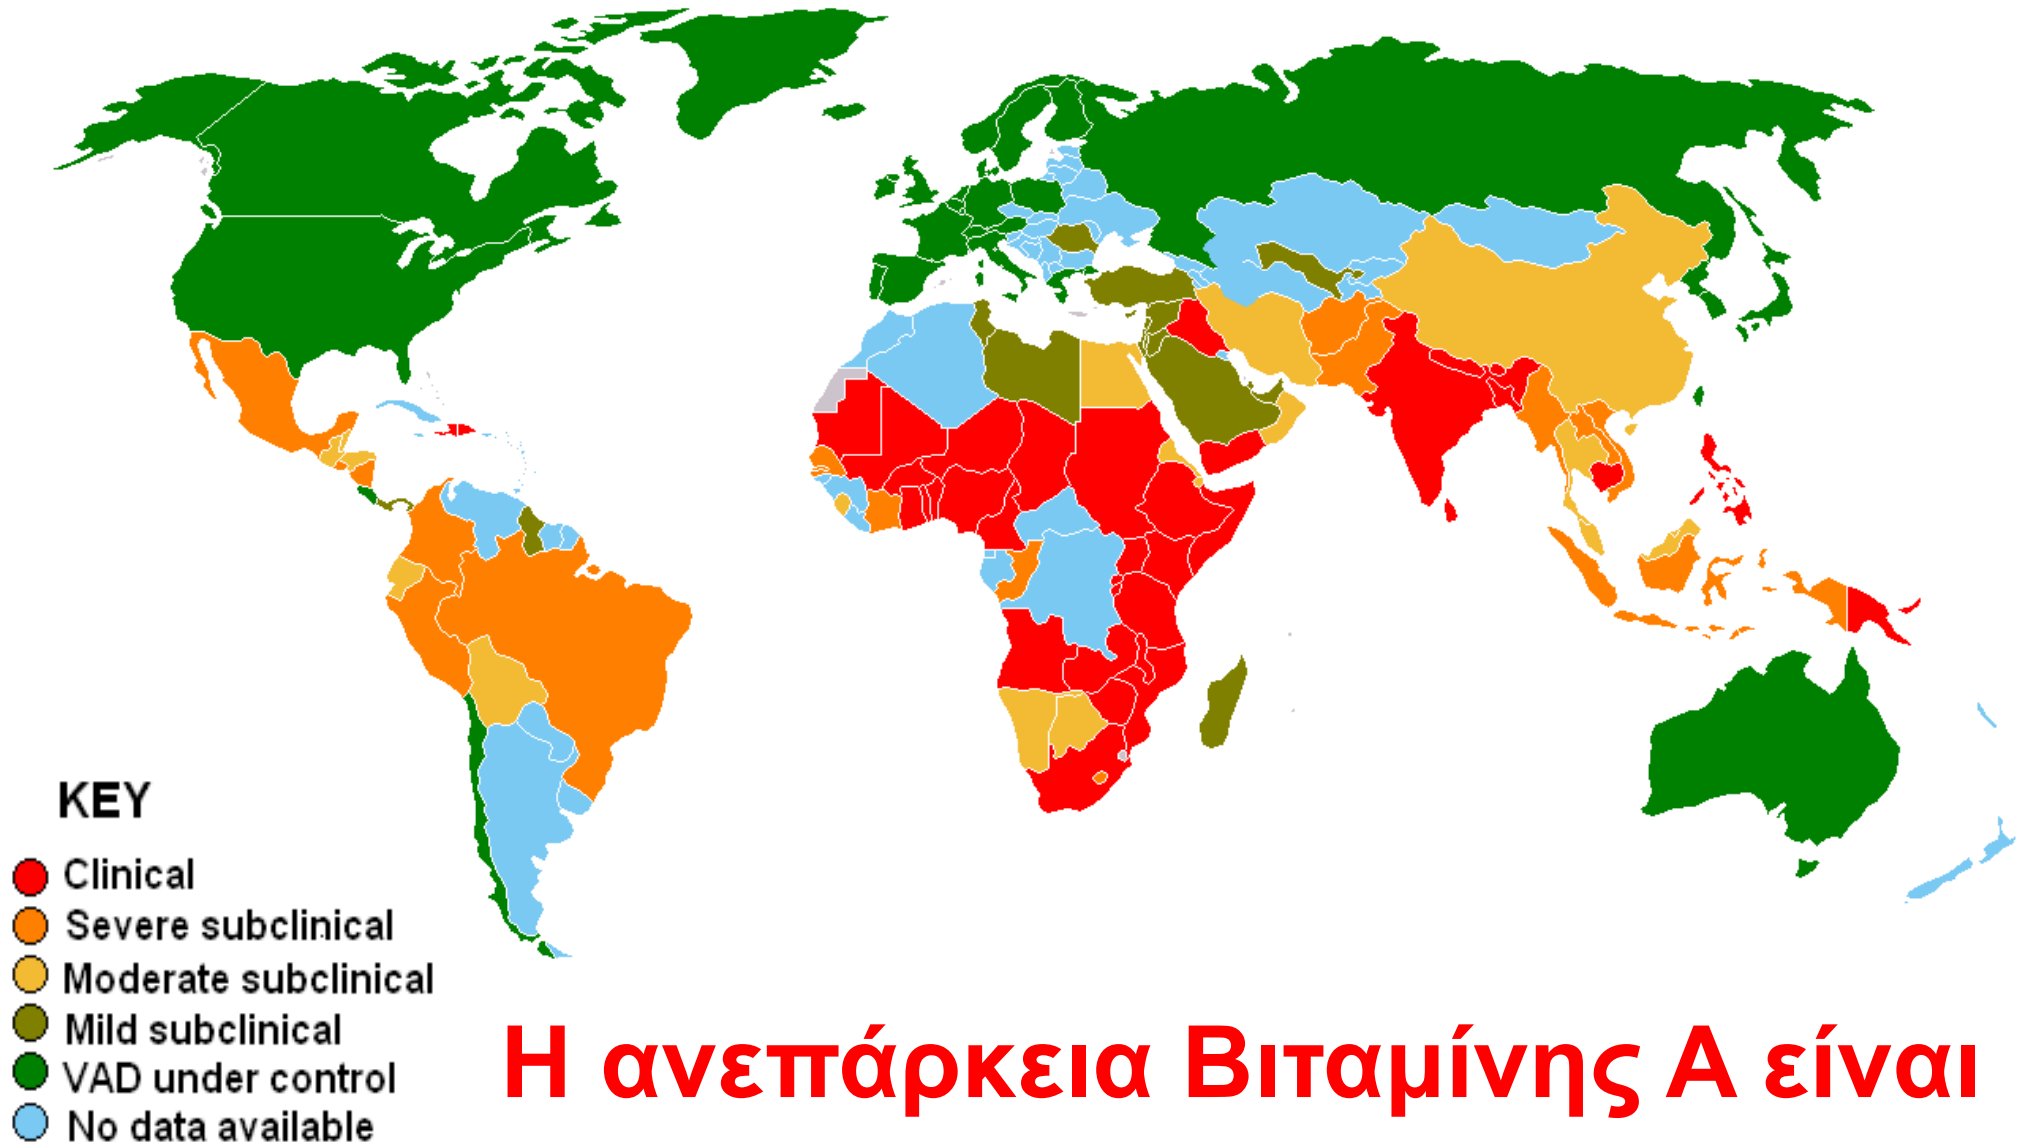 KEY
Clinical
Severe subclinical
Moderate subclinical
Mild subclinical
VAD under control
No data available
Η ανεπάρκεια Βιταμίνης Α είναι